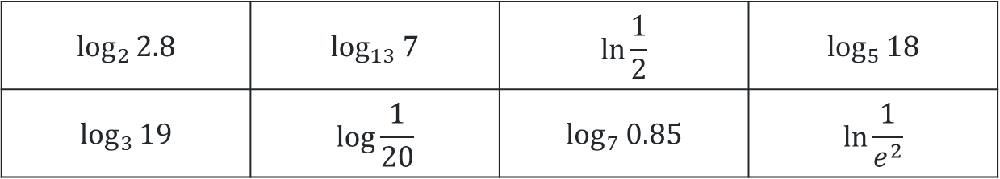 log₂ 2.8 log₁₃ 7 ln 1/2 log₅ 18
log₃ 19 log 1/20 log₇ 0.85 ln 1/e²